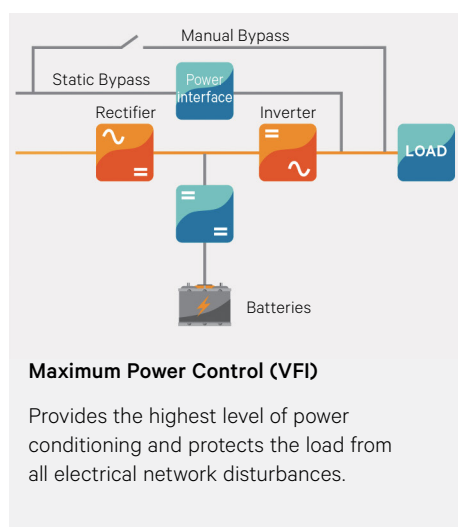 Manual Bypass
Static Bypass
Power
interface
Rectifier
Inverter
LOAD
Batteries
Maximum Power Control (VFI)
Provides the highest level of power
conditioning and protects the load from
all electrical network disturbances.